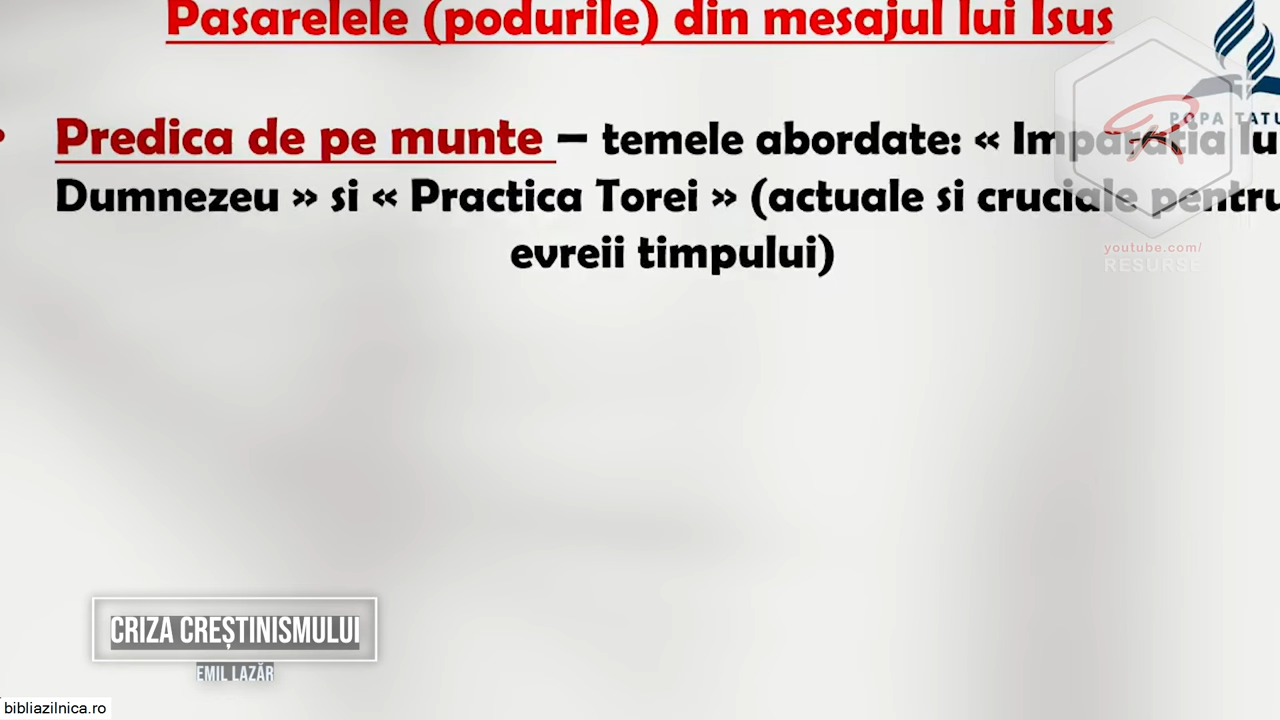 Pasarelele (podurile) din mesajul lui Isus
POPA TATU
Predica de pe munte – temele abordate: « Imparatia lu
Dumnezeu » si « Practica Torei » (actuale si cruciale pentru
evreii timpului)
youtube.com/
RESURSE
CRIZA CREȘTINISMULUI
EMIL LAZĂR
bibliazilnica.ro